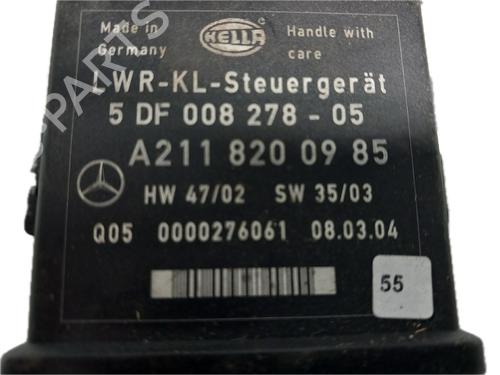 Made in
Germany
HELLA
Handle with
care
LWR-KL-Steuergerät
5 DF 008 278 - 05
A211 820 09 85
HW 47/02 SW 35/03
Q05 0000276061 08.03.04
55